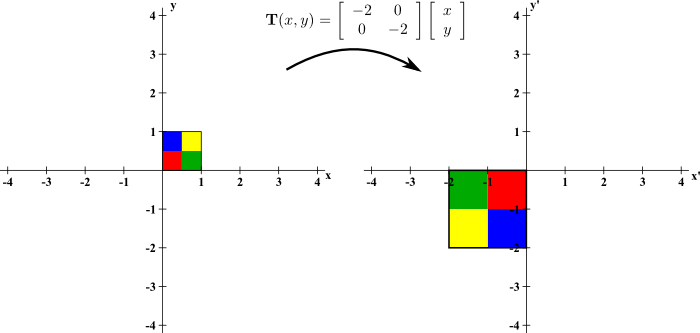 y
y'
T(x, y) = [ −2 0 ] [ x ]
[ 0 −2 ] [ y ]
4
3
2
1
-4 -3 -2 -1 1 2 3 4 x
-1
-2
-3
-4
4
3
2
1
-4 -3 -2 -1 1 2 3 4 x'
-1
-2
-3
-4